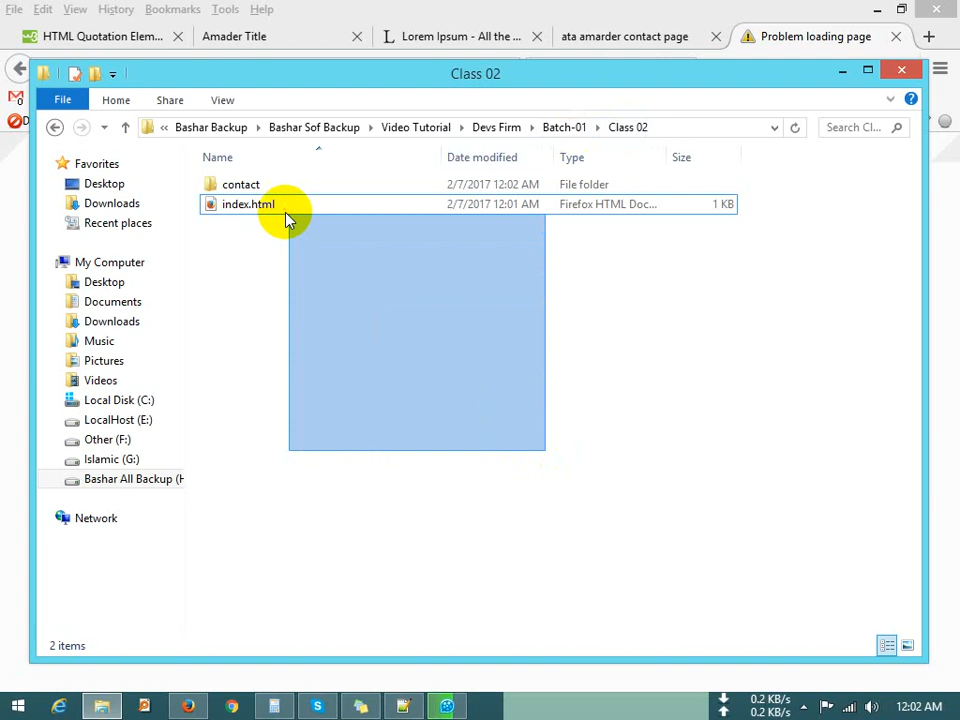 File Edit View History Bookmarks Tools Help
HTML Quotation Elem...
Amader Title
Lorem Ipsum - All the ...
ata amarder contact page
Problem loading page
Class 02
File Home Share View
« Bashar Backup Bashar Sof Backup Video Tutorial Devs Firm Batch-01 Class 02
Search Cl...
Name Date modified Type Size
contact 2/7/2017 12:02 AM File folder
index.html 2/7/2017 12:01 AM Firefox HTML Doc... 1 KB
Favorites
Desktop
Downloads
Recent places
My Computer
Desktop
Documents
Downloads
Music
Pictures
Videos
Local Disk (C:)
LocalHost (E:)
Other (F:)
Islamic (G:)
Bashar All Backup (H
Network
2 items
0.2 KB/s
0.2 KB/s
12:02 AM